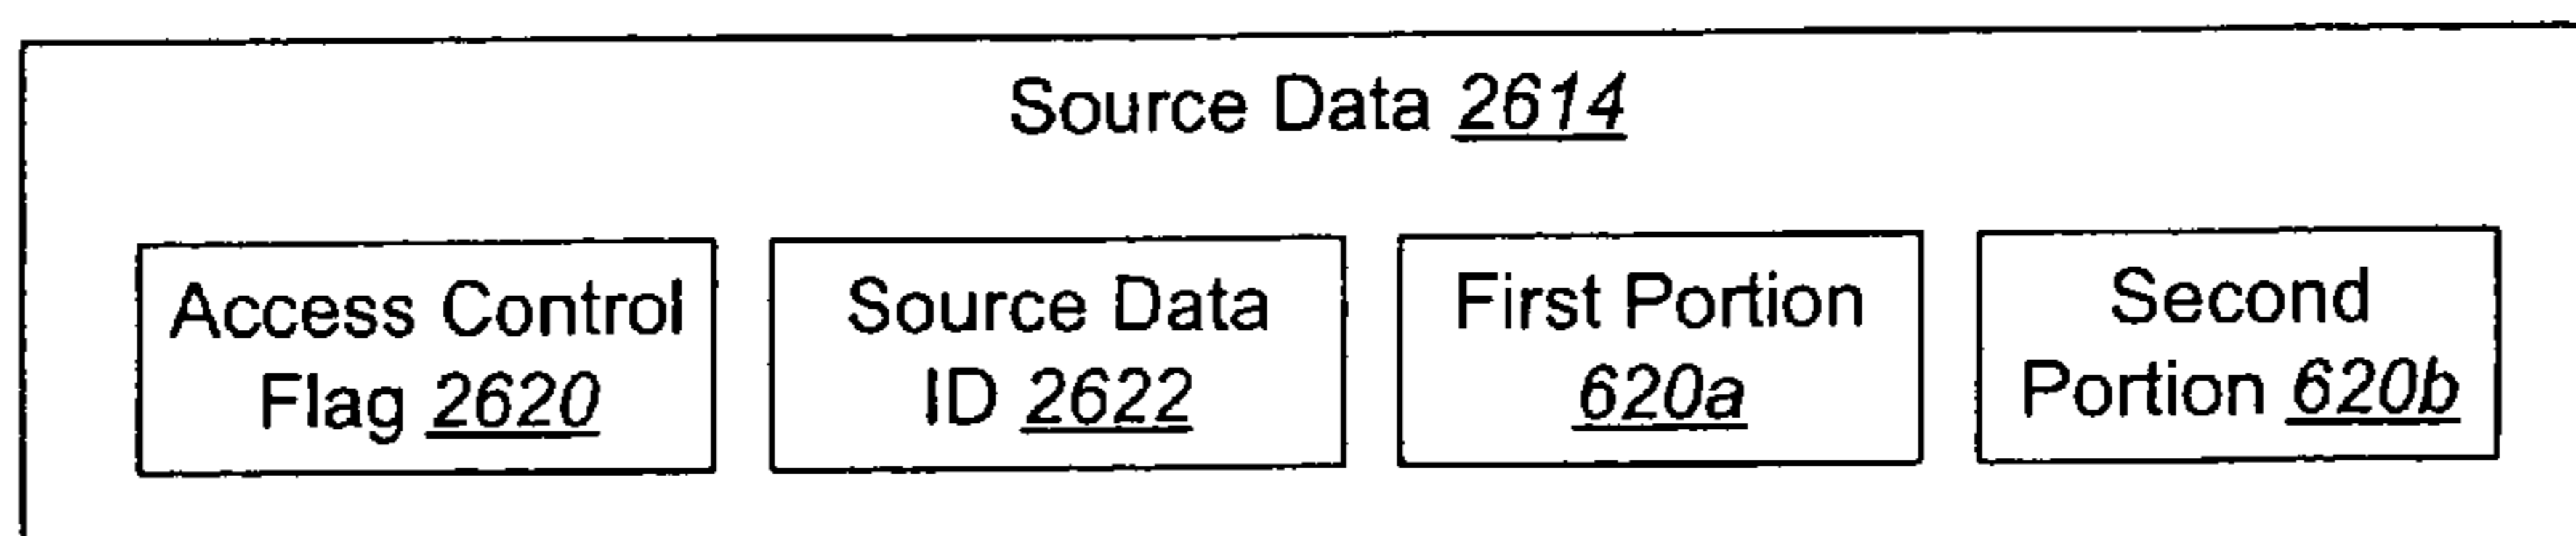 Source Data 2614
Access Control
Flag 2620
Source Data
ID 2622
First Portion
620a
Second
Portion 620b